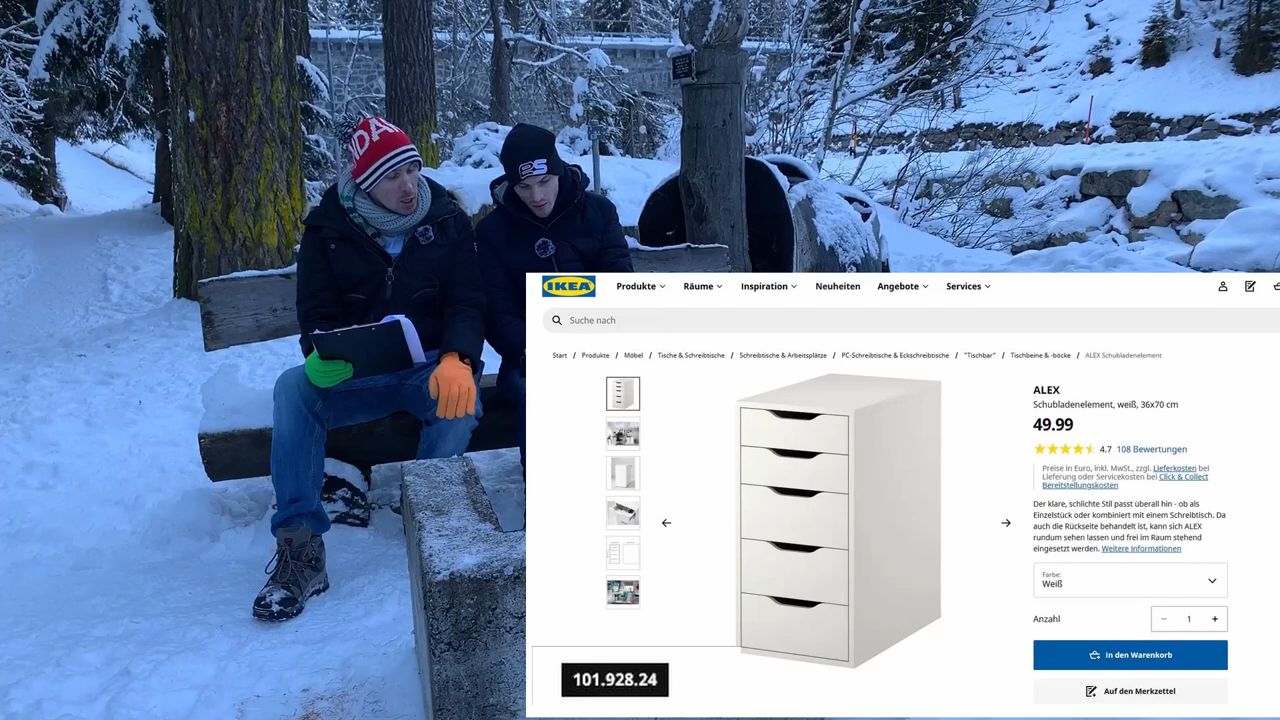 IKEA
Produkte Räume Inspiration Neuheiten Angebote Services
Suche nach
Start / Produkte / Möbel / Tische & Schreibtische / Schreibtische & Arbeitsplätze / PC-Schreibtische & Eckschreibtische / "Tischbar" / Tischbeine & -böcke / ALEX Schubladenelement
ALEX
Schubladenelement, weiß, 36x70 cm
49.99
4.7 108 Bewertungen
Preise in Euro, inkl. MwSt., zzgl. Lieferkosten bei
Lieferung oder Servicekosten bei Click & Collect
Bereitstellungskosten
Der klare, schlichte Stil passt überall hin - ob als
Einzelstück oder kombiniert mit einem Schreibtisch. Da
auch die Rückseite behandelt ist, kann sich ALEX
rundum sehen lassen und frei im Raum stehend
eingesetzt werden. Weitere Informationen
Farbe:
Weiß
Anzahl
1
In den Warenkorb
Auf den Merkzettel
101.928.24